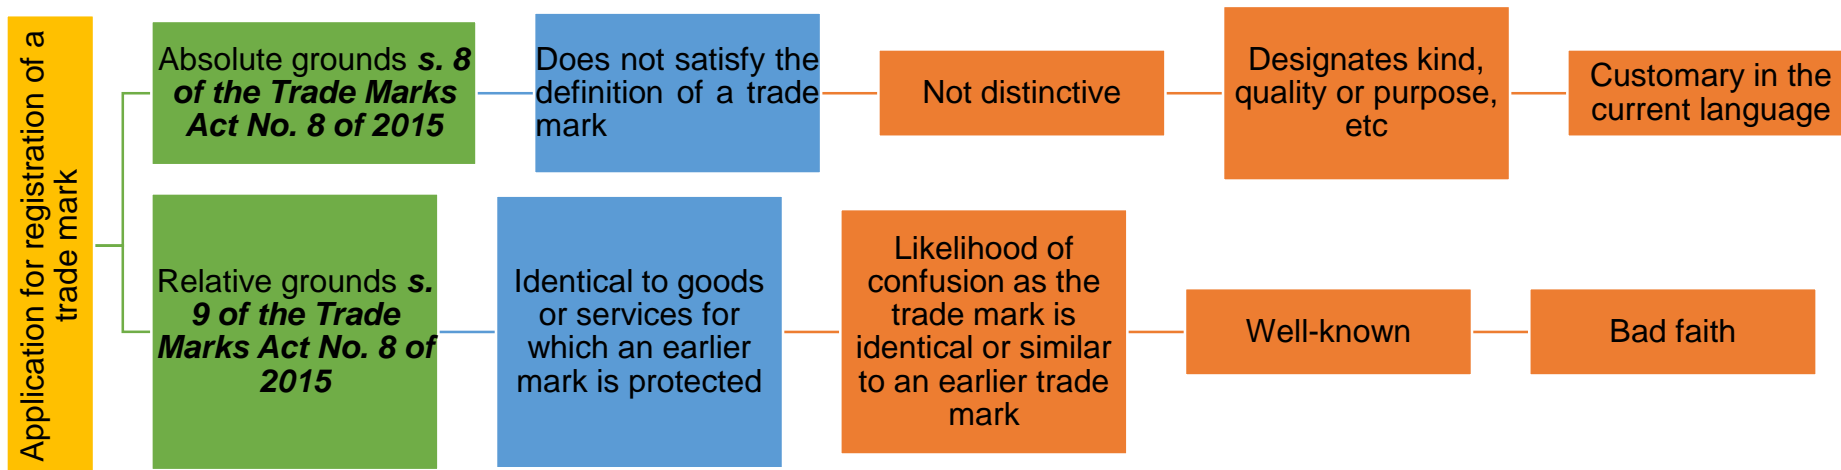 Application for registration of a
trade mark
Absolute grounds s. 8
of the Trade Marks
Act No. 8 of 2015
Does not satisfy the
definition of a trade
mark
Not distinctive
Designates kind,
quality or purpose,
etc
Customary in the
current language
Relative grounds s.
9 of the Trade
Marks Act No. 8 of
2015
Identical to goods
or services for
which an earlier
mark is protected
Likelihood of
confusion as the
trade mark is
identical or similar
to an earlier trade
mark
Well-known
Bad faith